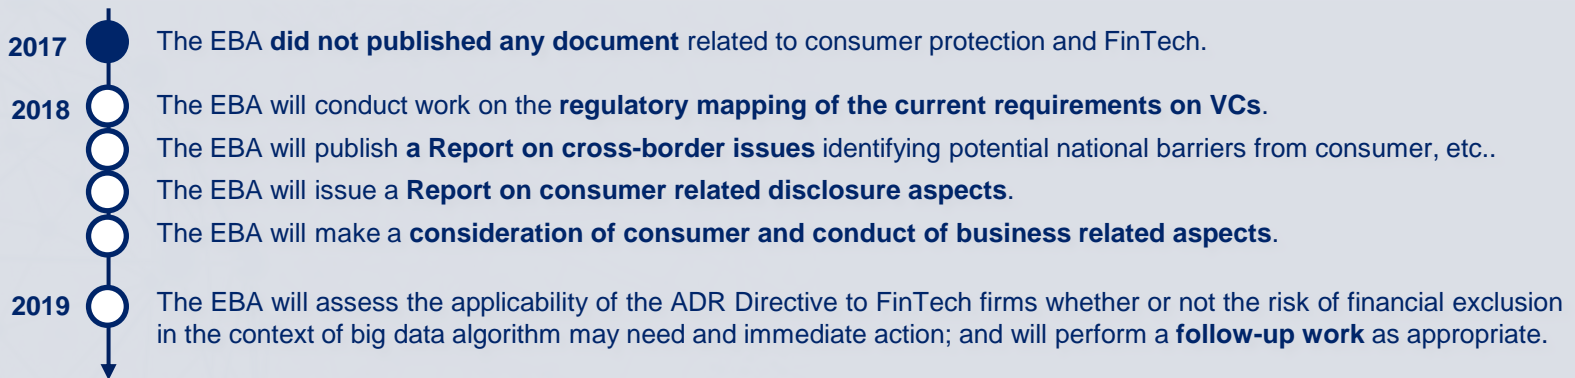 2017
The EBA did not published any document related to consumer protection and FinTech.
2018
The EBA will conduct work on the regulatory mapping of the current requirements on VCs.
The EBA will publish a Report on cross-border issues identifying potential national barriers from consumer, etc..
The EBA will issue a Report on consumer related disclosure aspects.
The EBA will make a consideration of consumer and conduct of business related aspects.
2019
The EBA will assess the applicability of the ADR Directive to FinTech firms whether or not the risk of financial exclusion
in the context of big data algorithm may need and immediate action; and will perform a follow-up work as appropriate.